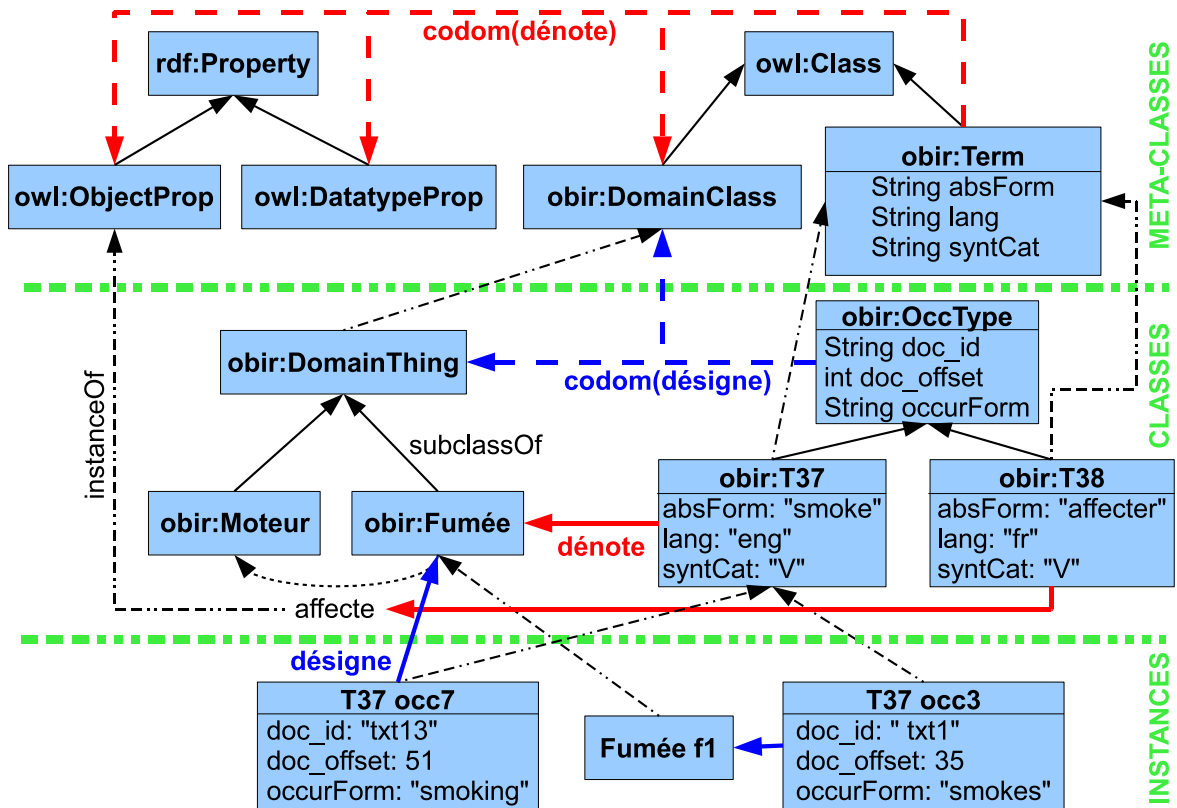 codom(dénote)
rdf:Property
owl:Class
owl:ObjectProp
owl:DatatypeProp
obir:DomainClass
obir:Term
String absForm
String lang
String syntCat
META-CLASSES
obir:DomainThing
codom(désigne)
obir:OccType
String doc_id
int doc_offset
String occurForm
CLASSES
instanceOf
subclassOf
obir:Moteur
obir:Fumée
dénote
obir:T37
absForm: "smoke"
lang: "eng"
syntCat: "V"
obir:T38
absForm: "affecter"
lang: "fr"
syntCat: "V"
affecte
désigne
T37 occ7
doc_id: "txt13"
doc_offset: 51
occurForm: "smoking"
Fumée f1
T37 occ3
doc_id: " txt1"
doc_offset: 35
occurForm: "smokes"
INSTANCES